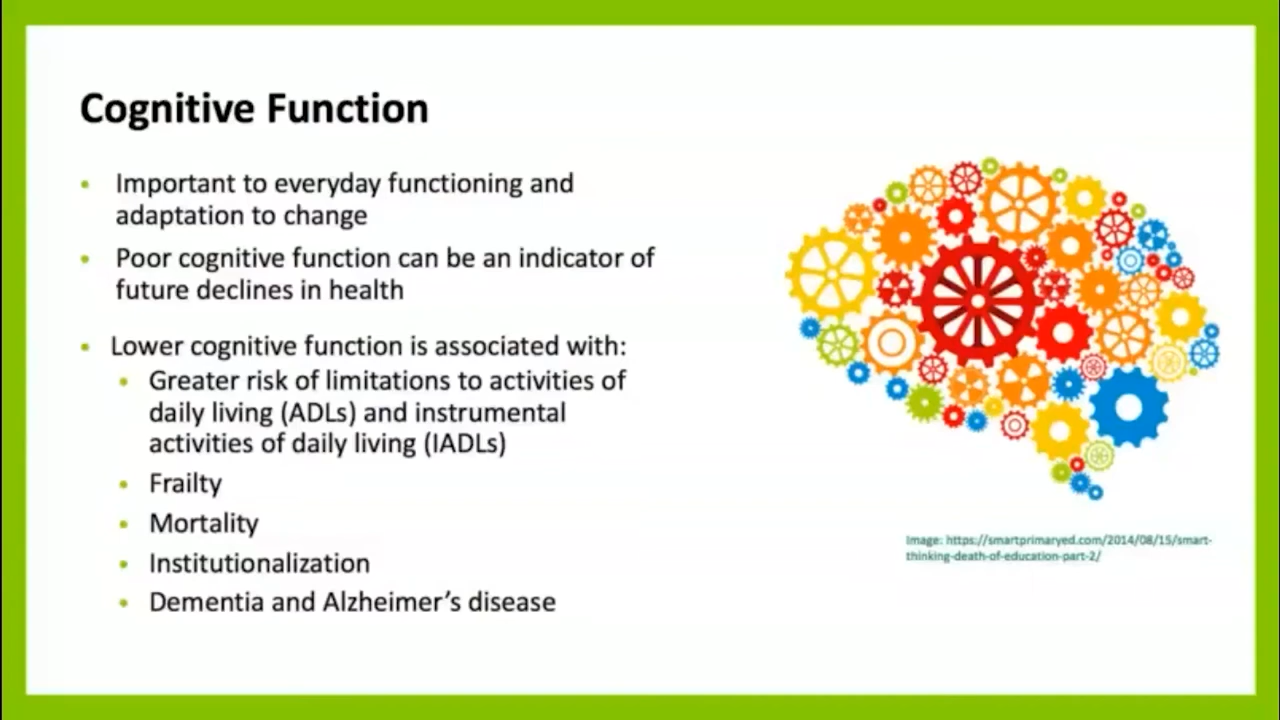 Cognitive Function
• Important to everyday functioning and
adaptation to change
• Poor cognitive function can be an indicator of
future declines in health
• Lower cognitive function is associated with:
• Greater risk of limitations to activities of
daily living (ADLs) and instrumental
activities of daily living (IADLs)
• Frailty
• Mortality
• Institutionalization
• Dementia and Alzheimer’s disease
Image: https://smartprimaryed.com/2014/08/15/smart-
thinking-death-of-education-part-2/